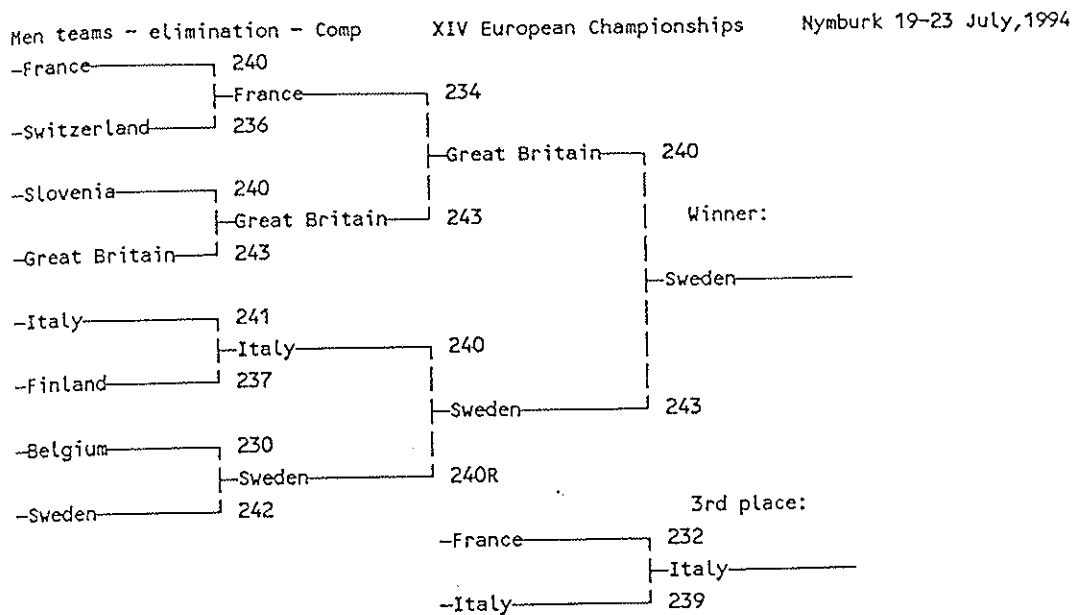 Men teams - elimination - Comp XIV European Championships Nymburk 19-23 July,1994
France 240
France 234
Switzerland 236
Great Britain 240
Slovenia 240
Great Britain 243 Winner:
Great Britain 243
Sweden
Italy 241
Italy 240
Finland 237
Sweden 243
Belgium 230
Sweden 240R
Sweden 242
3rd place:
France 232
Italy
Italy 239